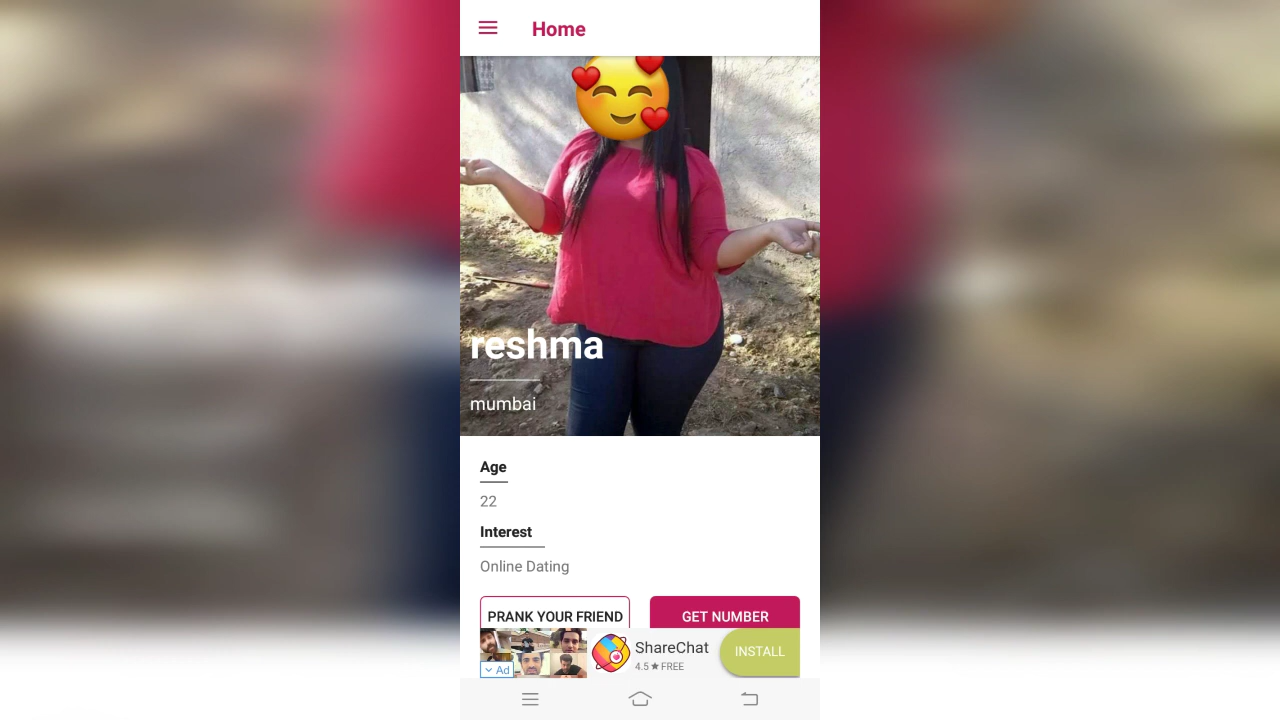 Home
reshma
mumbai
Age
22
Interest
Online Dating
PRANK YOUR FRIEND
GET NUMBER
ShareChat
4.5 ★ FREE
INSTALL
Ad